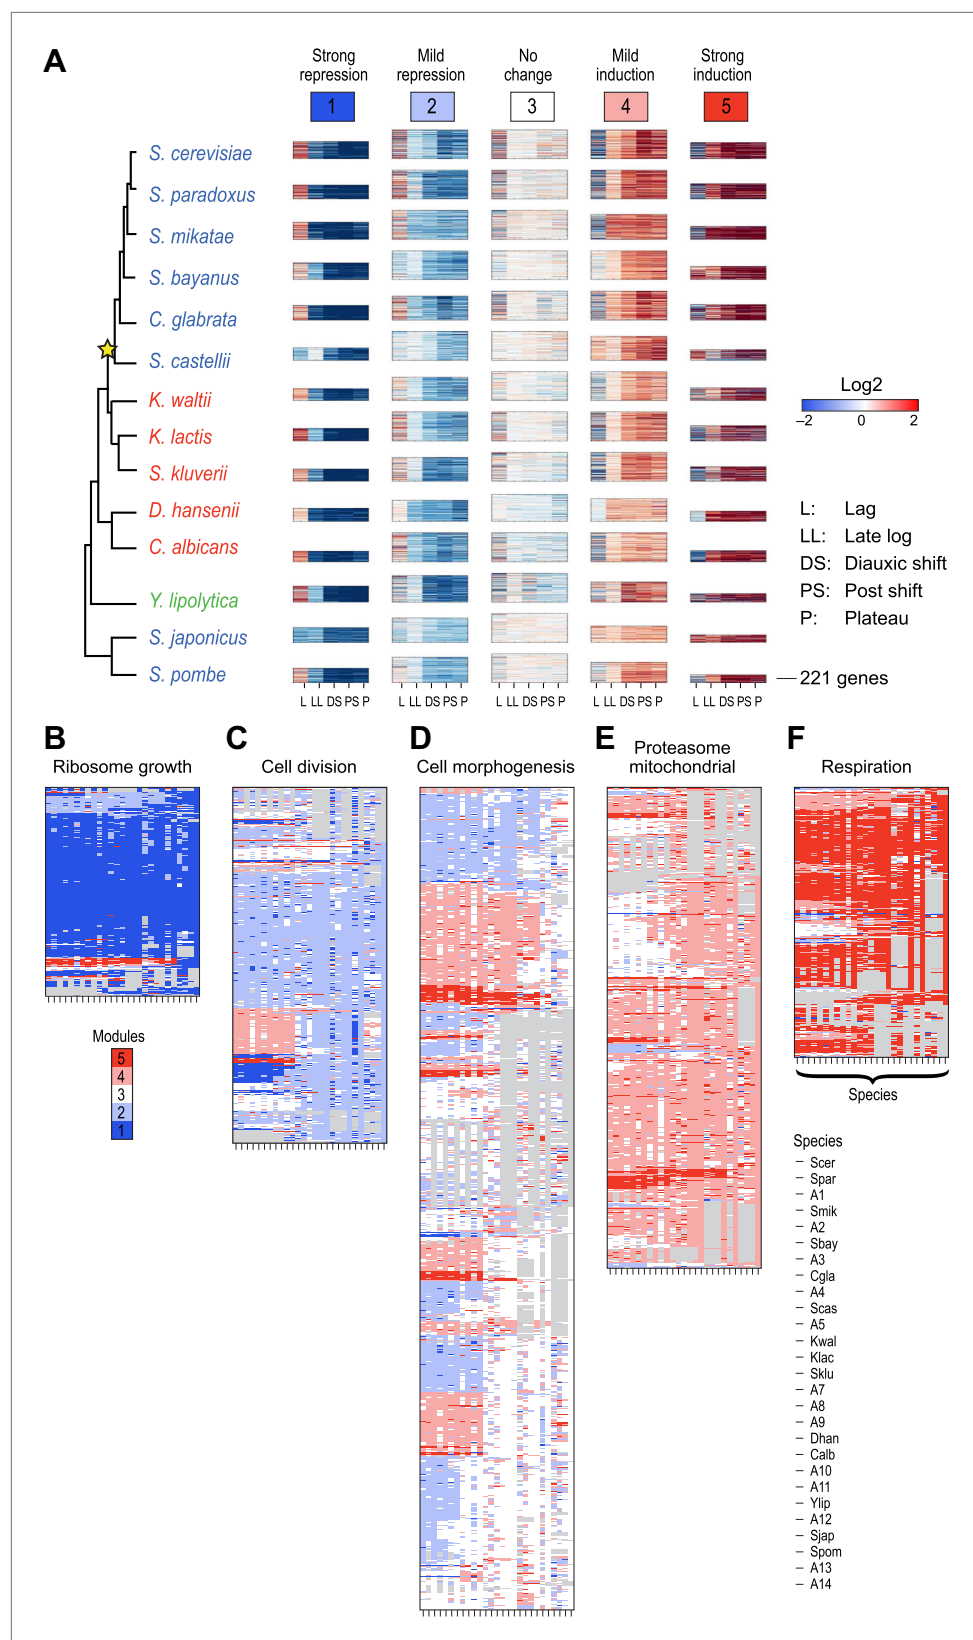 A
Strong repression
Mild repression
No change
Mild induction
Strong induction
1
2
3
4
5
S. cerevisiae
S. paradoxus
S. mikatae
S. bayanus
C. glabrata
S. castellii
K. waltii
K. lactis
S. kluverii
D. hansenii
C. albicans
Y. lipolytica
S. japonicus
S. pombe
Log2
−2 0 2
L: Lag
LL: Late log
DS: Diauxic shift
PS: Post shift
P: Plateau
221 genes
L LL DS PS P
L LL DS PS P
L LL DS PS P
L LL DS PS P
L LL DS PS P
B
Ribosome growth
C
Cell division
D
Cell morphogenesis
E
Proteasome
mitochondrial
F
Respiration
Modules
5
4
3
2
1
Species
Species
Scer
Spar
A1
Smik
A2
Sbay
A3
Cgla
A4
Scas
A5
Kwal
Klac
Sklu
A7
A8
A9
Dhan
Calb
A10
A11
Ylip
A12
Sjap
Spom
A13
A14